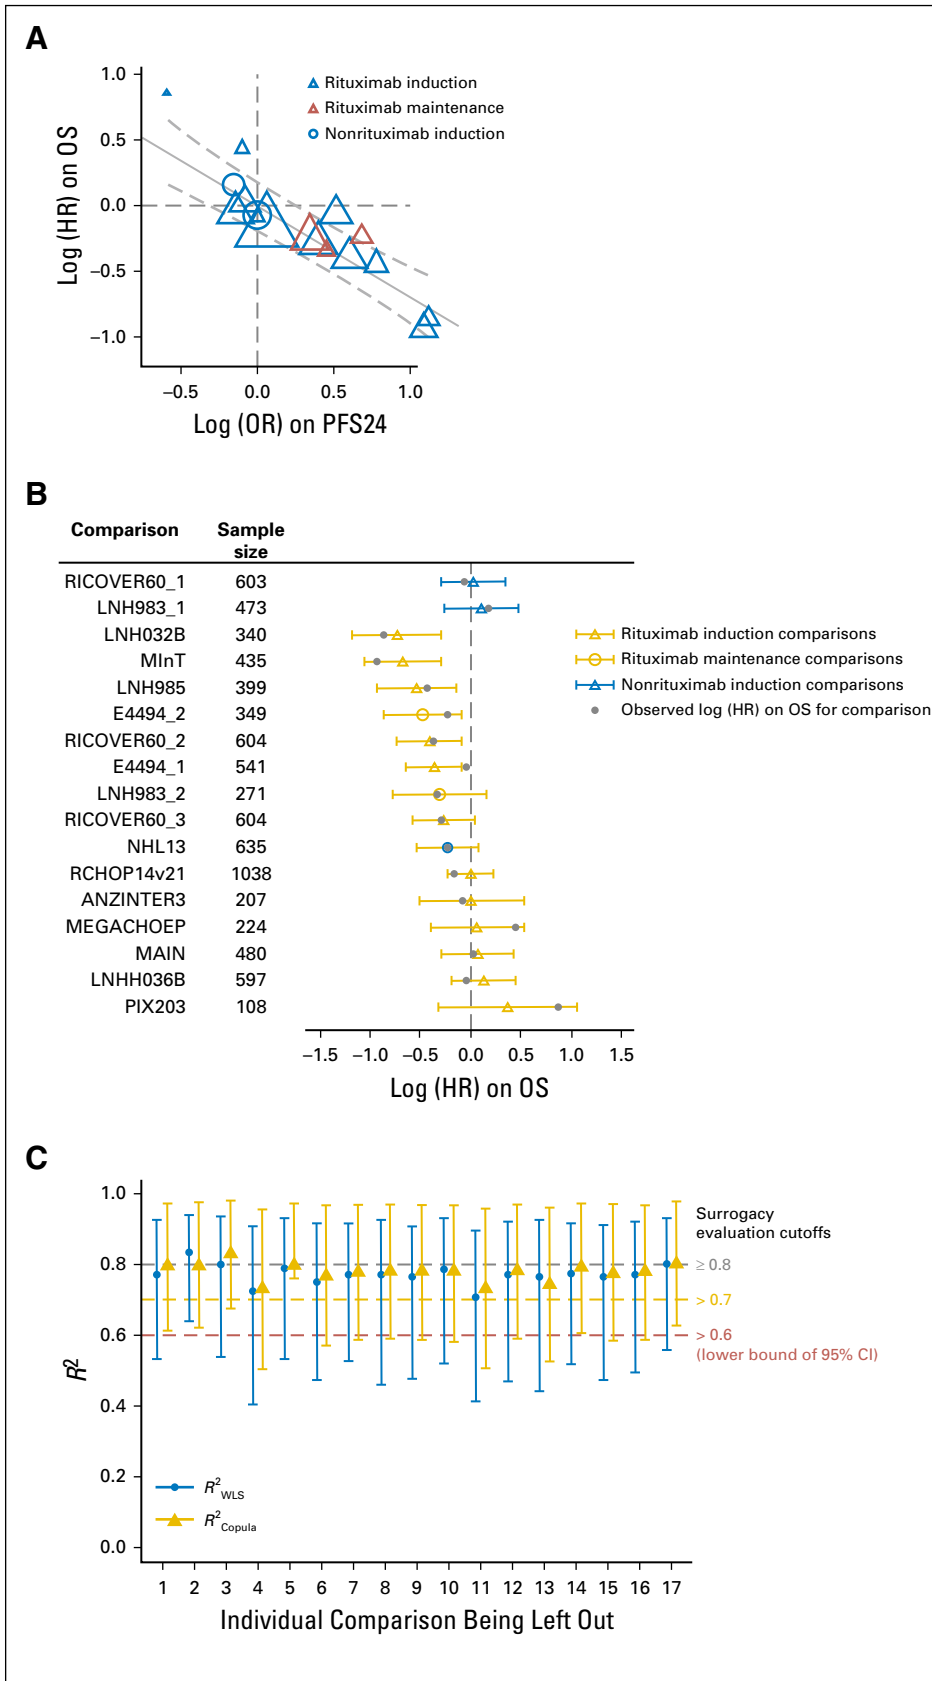 A
1.0
0.5
0.0
−0.5
−1.0
Log (HR) on OS
Rituximab induction
Rituximab maintenance
Nonrituximab induction
−0.5 0.0 0.5 1.0
Log (OR) on PFS24
B
Comparison Sample size
RICOVER60_1 603
LNH983_1 473
LNH032B 340
MInT 435
LNH985 399
E4494_2 349
RICOVER60_2 604
E4494_1 541
LNH983_2 271
RICOVER60_3 604
NHL13 635
RCHOP14v21 1038
ANZINTER3 207
MEGACHOEP 224
MAIN 480
LNHH036B 597
PIX203 108
Rituximab induction comparisons
Rituximab maintenance comparisons
Nonrituximab induction comparisons
Observed log (HR) on OS for comparison
−1.5 −1.0 −0.5 0.0 0.5 1.0 1.5
Log (HR) on OS
C
1.0
0.8
0.6
0.4
0.2
0.0
R²
Surrogacy
evaluation cutoffs
≥ 0.8
> 0.7
> 0.6
(lower bound of 95% CI)
R²WLS
R²Copula
1 2 3 4 5 6 7 8 9 10 11 12 13 14 15 16 17
Individual Comparison Being Left Out